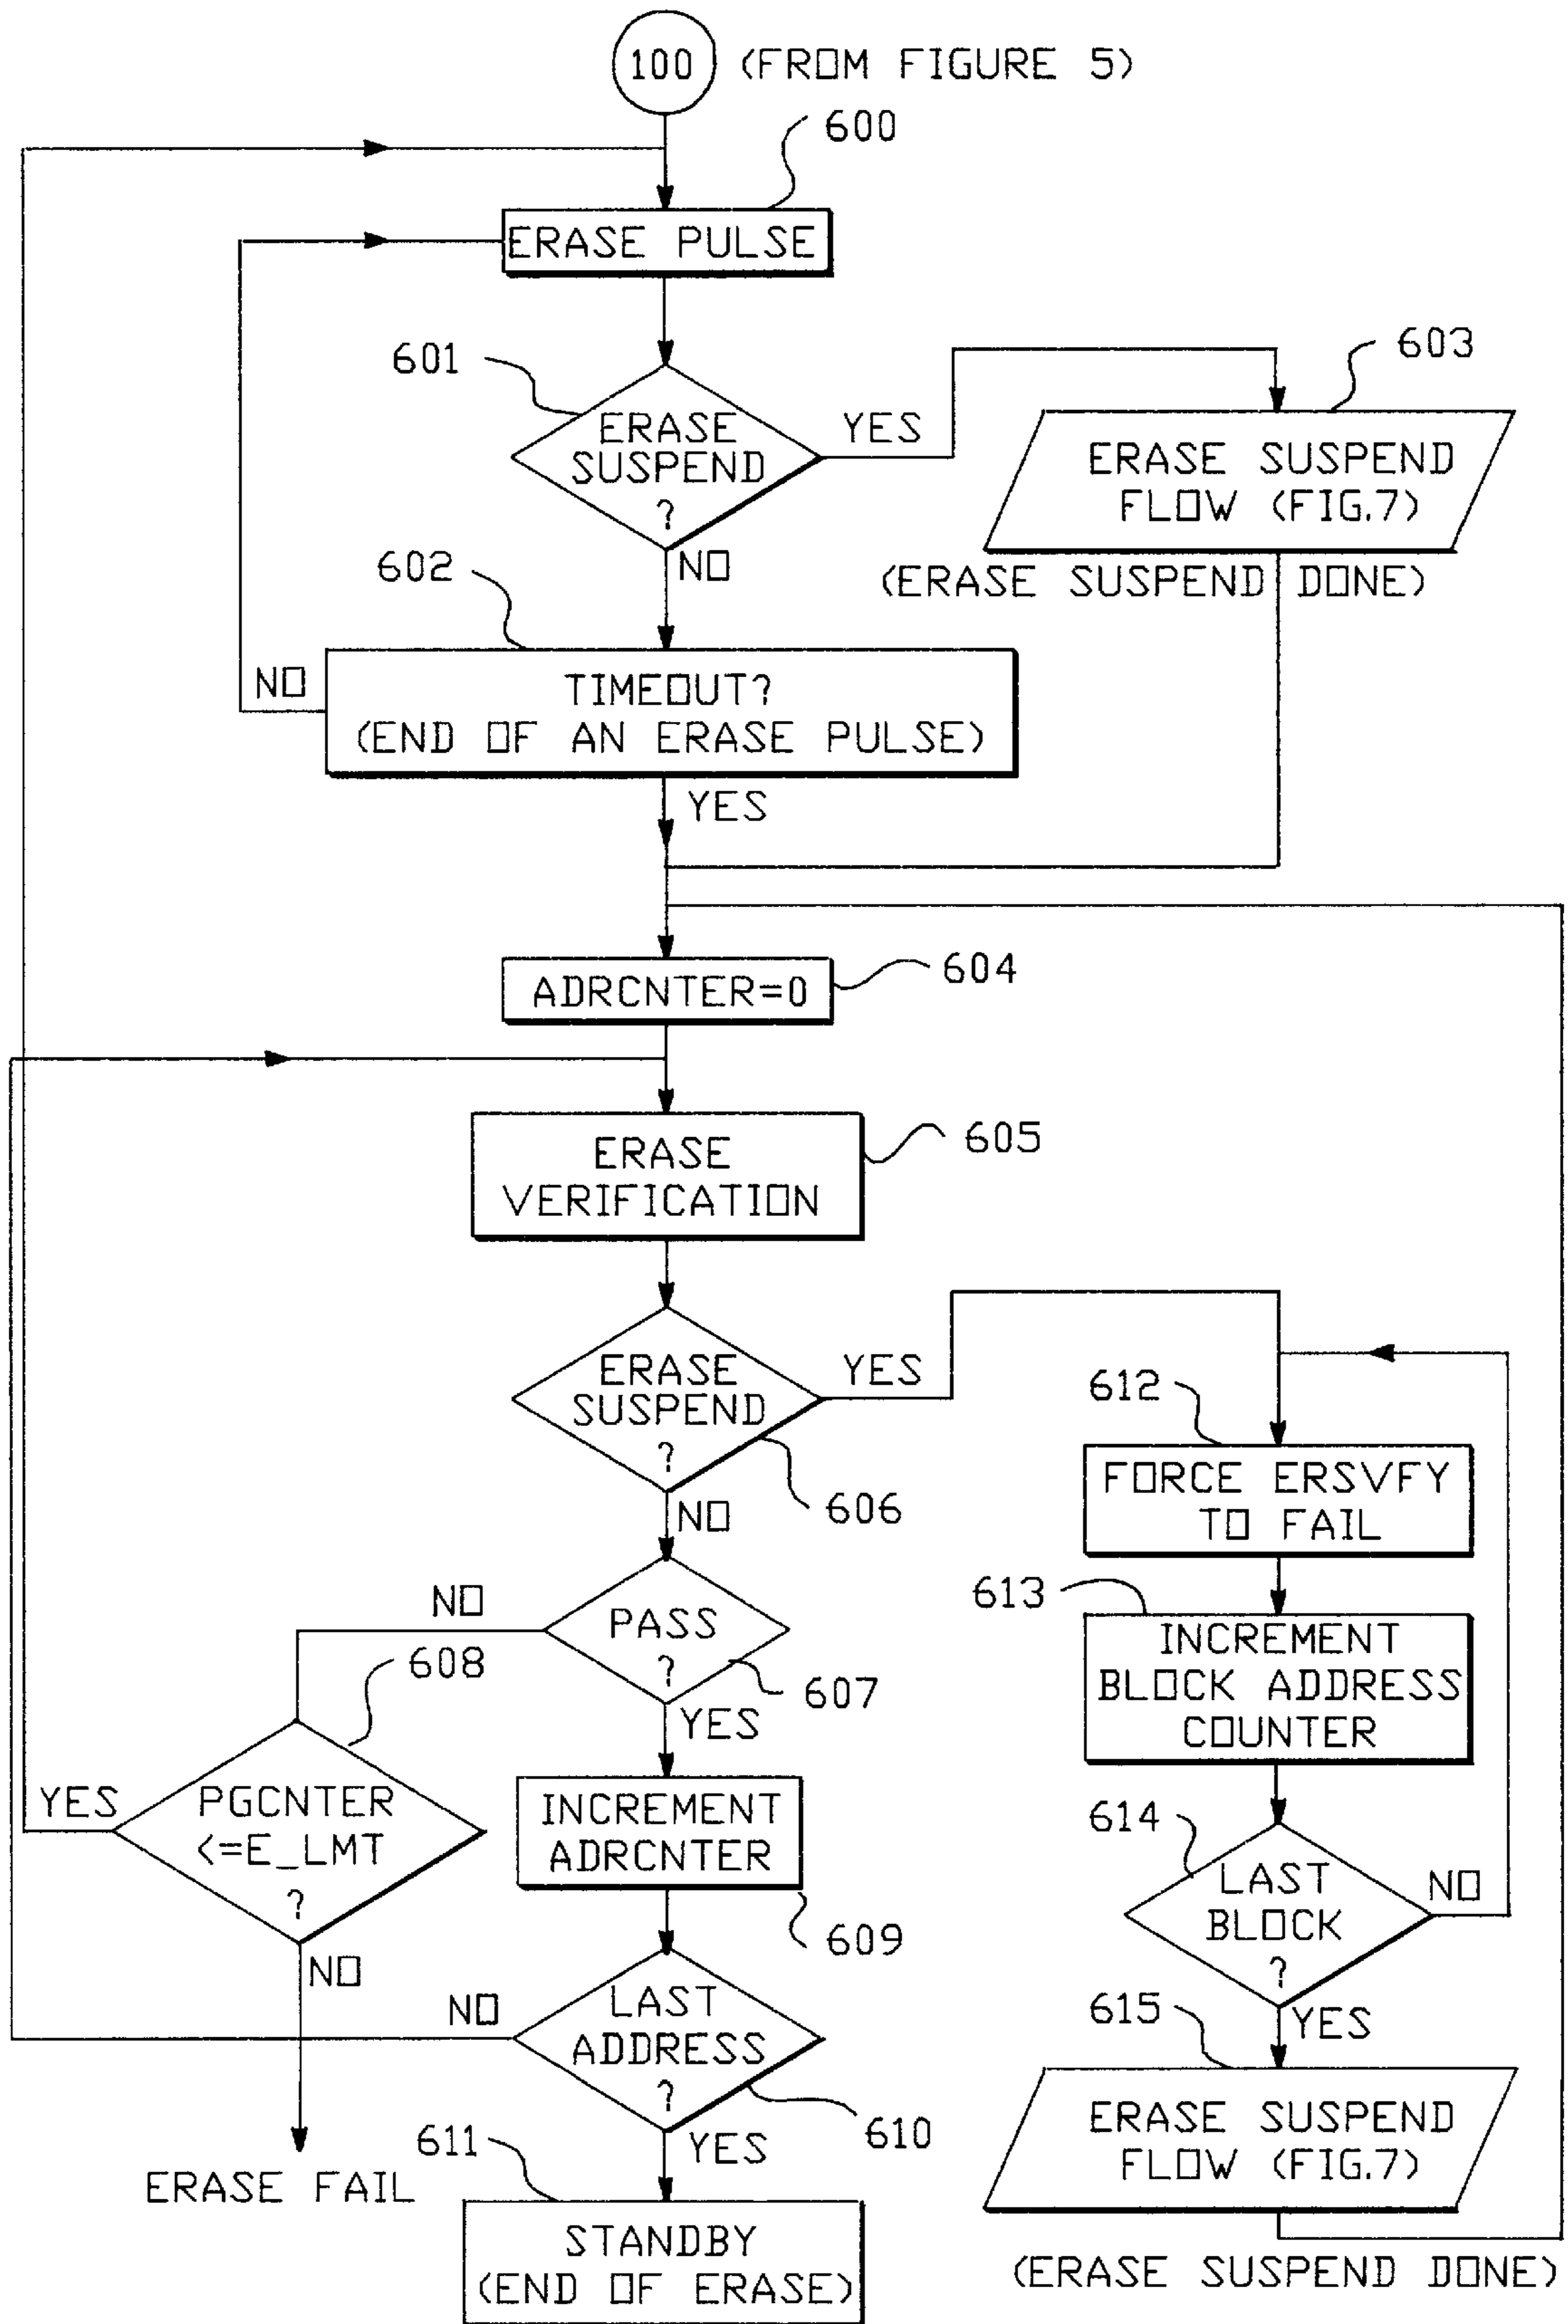 100 (FROM FIGURE 5)
600
ERASE PULSE
601
ERASE
SUSPEND
?
YES
603
ERASE SUSPEND
FLOW (FIG.7)
NO
(ERASE SUSPEND DONE)
602
NO
TIMEOUT?
(END OF AN ERASE PULSE)
YES
ADRCNTER=0
604
ERASE
VERIFICATION
605
ERASE
SUSPEND
?
YES
606
NO
612
FORCE ERSVFY
TO FAIL
613
INCREMENT
BLOCK ADDRESS
COUNTER
NO
PASS
?
607
608
YES
YES
PGCNTER
<=E_LMT
?
NO
INCREMENT
ADRCNTER
609
614
LAST
BLOCK
?
NO
YES
NO
LAST
ADDRESS
?
610
YES
615
ERASE SUSPEND
FLOW (FIG.7)
ERASE FAIL
611
STANDBY
(END OF ERASE)
(ERASE SUSPEND DONE)